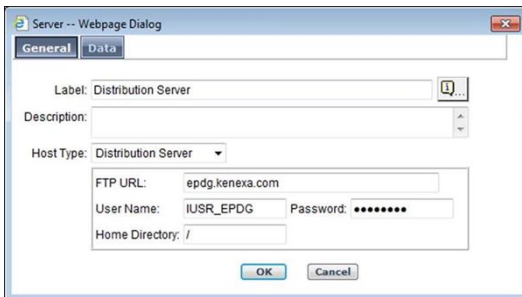 Server -- Webpage Dialog
General Data
Label: Distribution Server
Description:
Host Type: Distribution Server
FTP URL: epdg.kenexa.com
User Name: IUSR_EPDG Password: ••••••••
Home Directory: /
OK Cancel